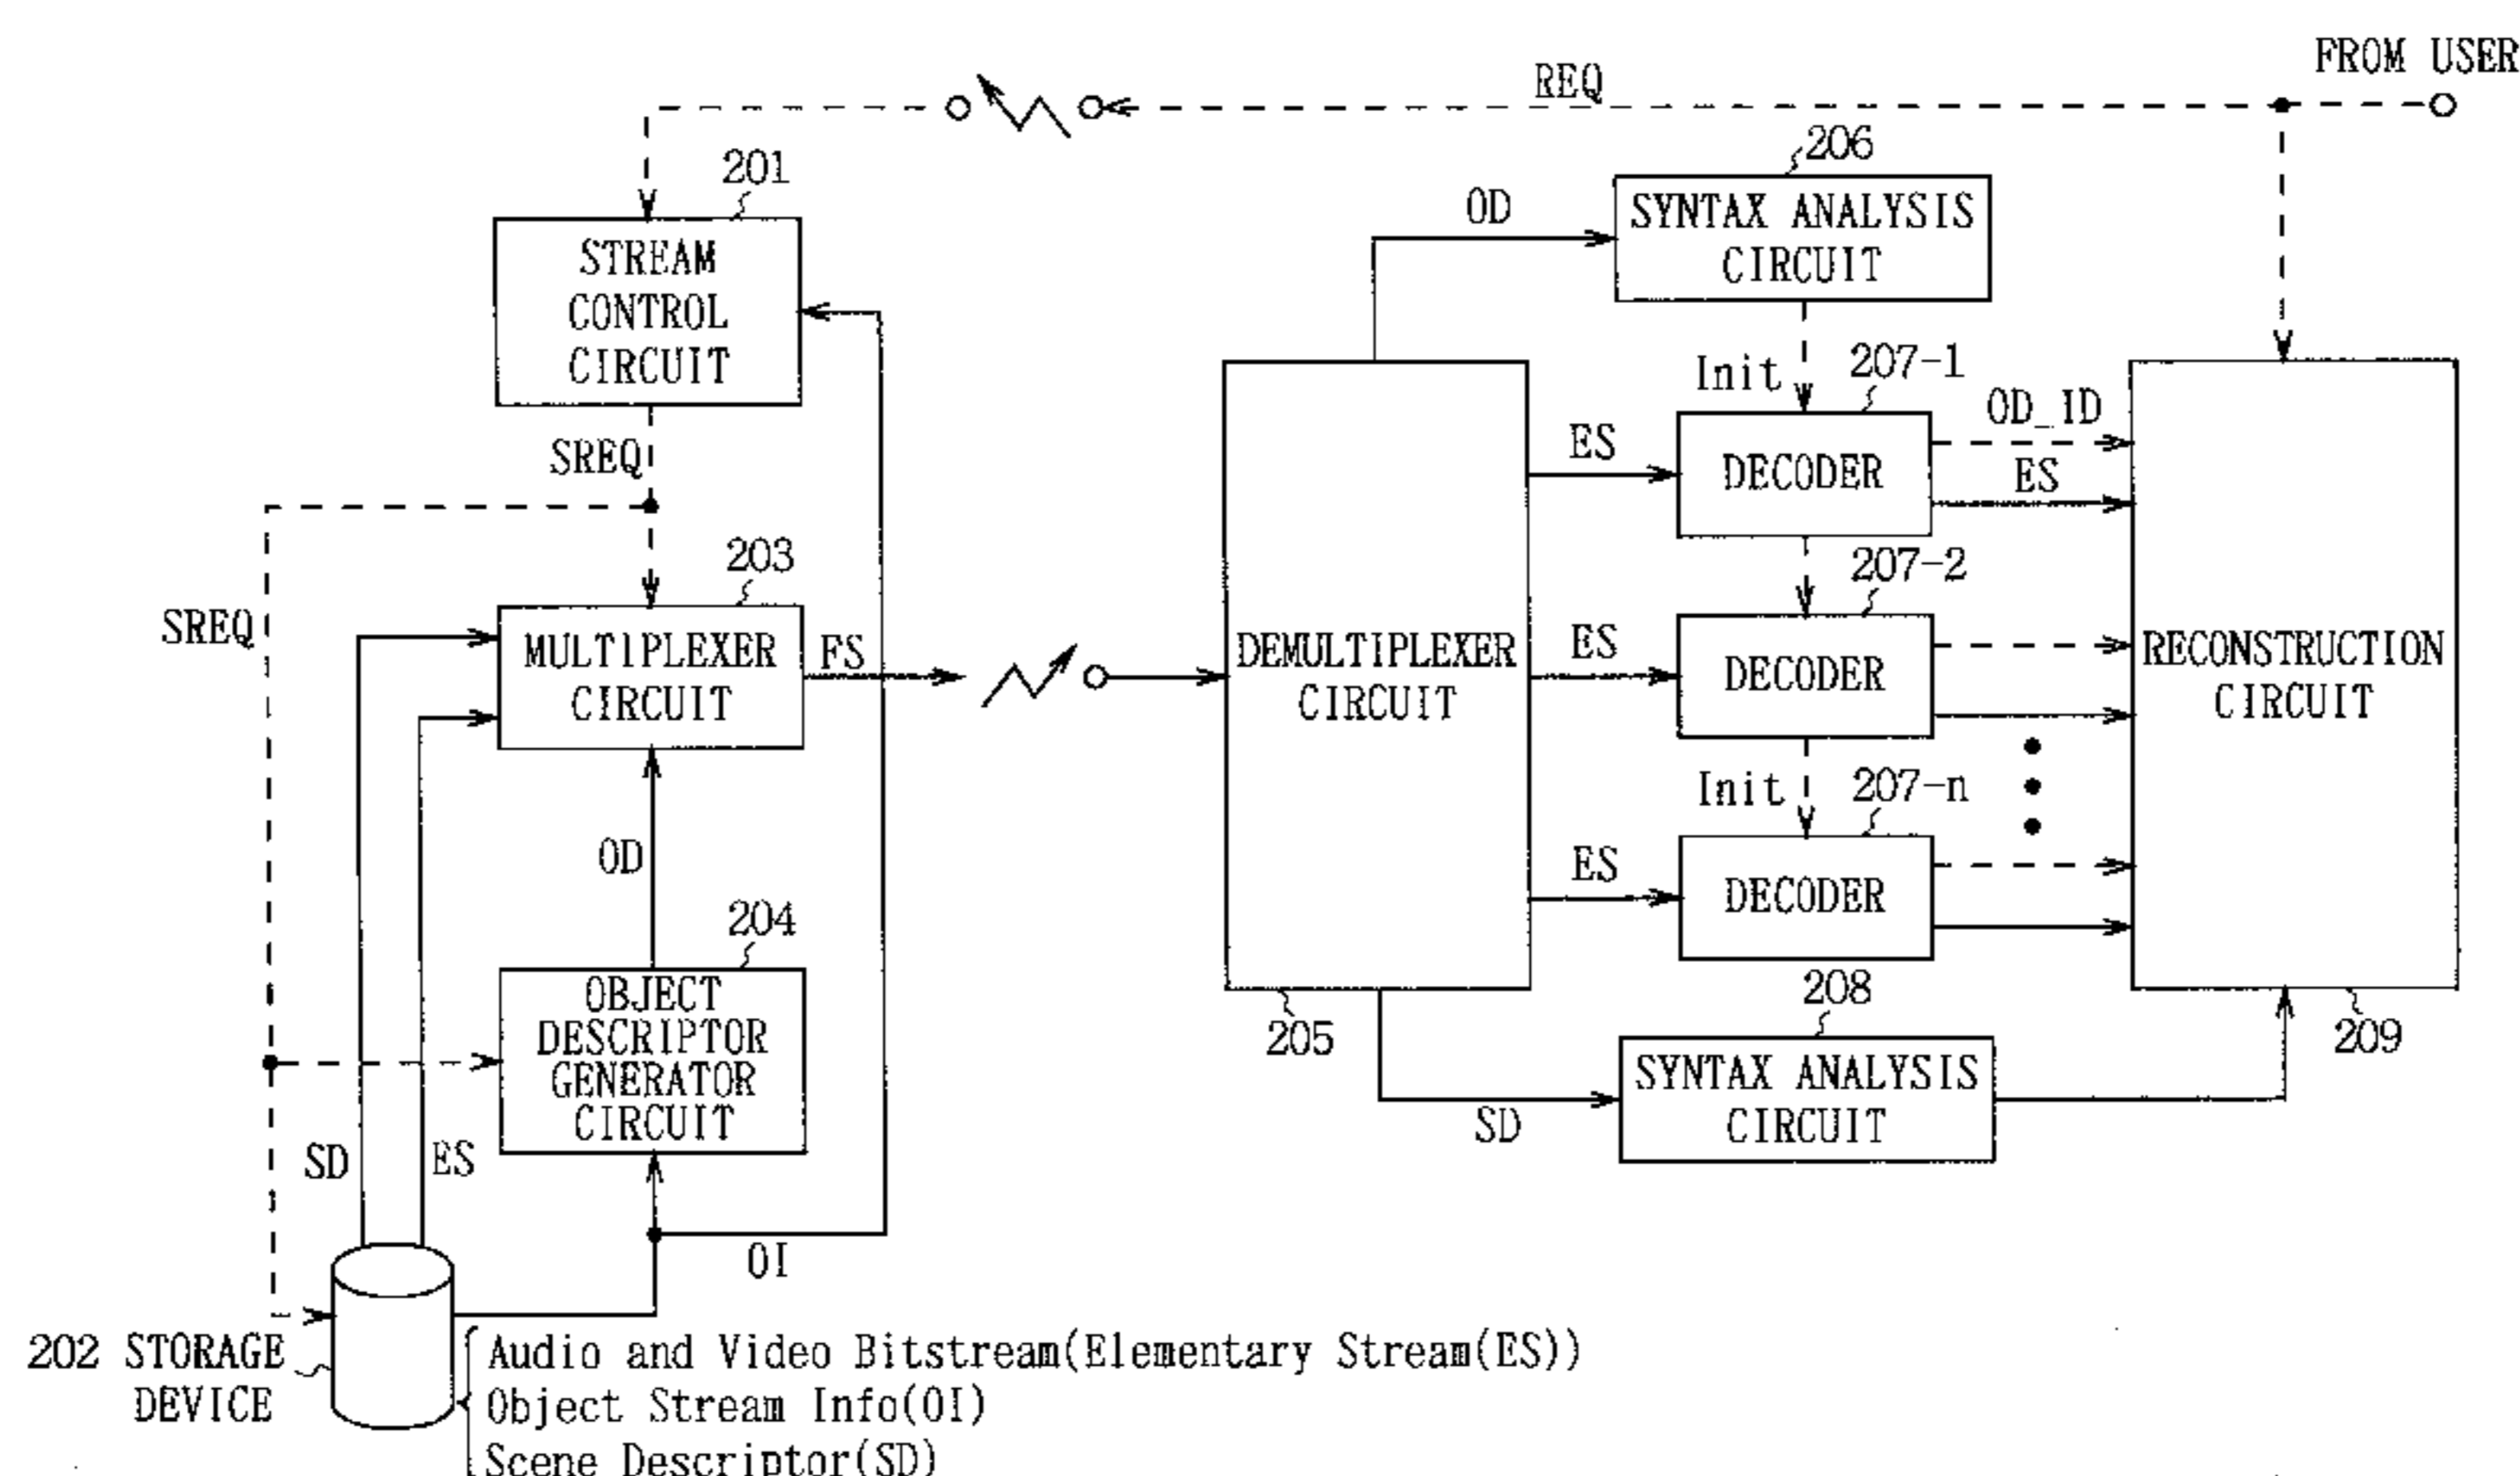 FROM USER
REQ
201
STREAM
CONTROL
CIRCUIT
206
SYNTAX ANALYSIS
CIRCUIT
OD
SREQ
SREQ
203
MULTIPLEXER
CIRCUIT
FS
OD
204
OBJECT
DESCRIPTOR
GENERATOR
CIRCUIT
SD
ES
OI
202 STORAGE
DEVICE
Audio and Video Bitstream(Elementary Stream(ES))
Object Stream Info(OI)
Scene Descriptor(SD)
DEMULTIPLEXER
CIRCUIT
205
Init
207-1
ES
DECODER
OD_ID
ES
207-2
ES
DECODER
Init
207-n
ES
DECODER
208
SD
SYNTAX ANALYSIS
CIRCUIT
RECONSTRUCTION
CIRCUIT
209